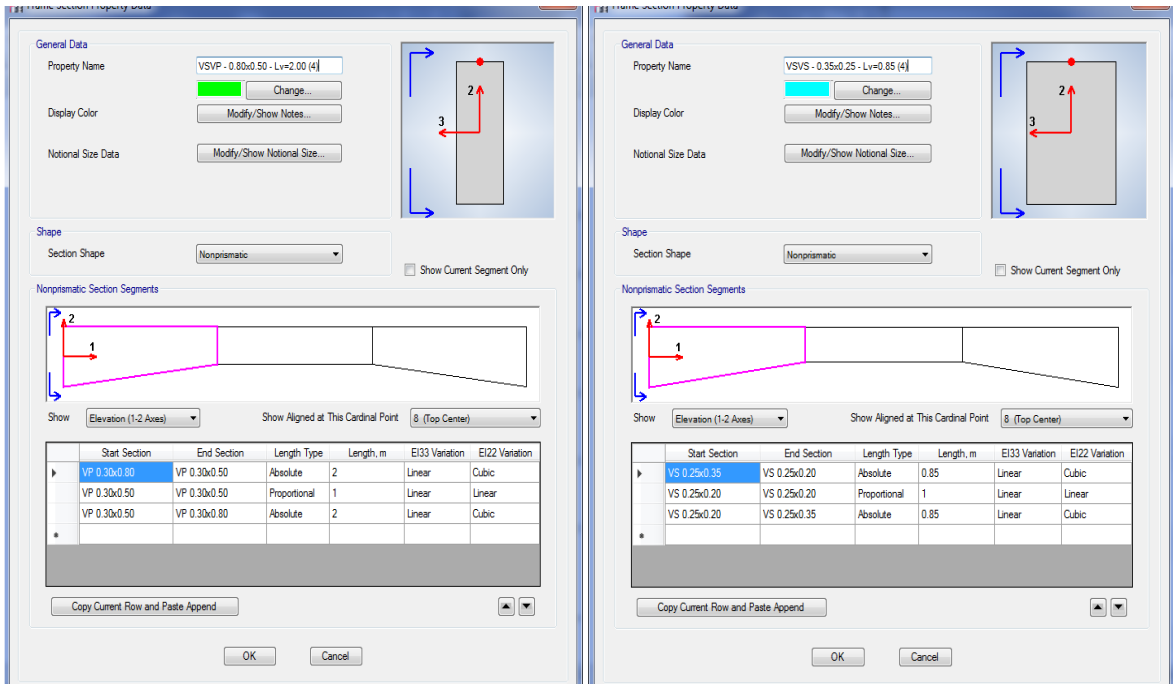 Frame Section Property Data
General Data
Property Name
VSVP - 0.80x0.50 - Lv=2.00 (4)
Change...
Display Color
Modify/Show Notes...
Notional Size Data
Modify/Show Notional Size...
2
3
Shape
Section Shape
Nonprismatic
Show Current Segment Only
Nonprismatic Section Segments
2
1
Show
Elevation (1-2 Axes)
Show Aligned at This Cardinal Point
8 (Top Center)
Start Section End Section Length Type Length, m EI33 Variation EI22 Variation
VP 0.30x0.80 VP 0.30x0.50 Absolute 2 Linear Cubic
VP 0.30x0.50 VP 0.30x0.50 Proportional 1 Linear Linear
VP 0.30x0.50 VP 0.30x0.80 Absolute 2 Linear Cubic
Copy Current Row and Paste Append
OK Cancel
Frame Section Property Data
General Data
Property Name
VSVS - 0.35x0.25 - Lv=0.85 (4)
Change...
Display Color
Modify/Show Notes...
Notional Size Data
Modify/Show Notional Size...
2
3
Shape
Section Shape
Nonprismatic
Show Current Segment Only
Nonprismatic Section Segments
2
1
Show
Elevation (1-2 Axes)
Show Aligned at This Cardinal Point
8 (Top Center)
Start Section End Section Length Type Length, m EI33 Variation EI22 Variation
VS 0.25x0.35 VS 0.25x0.20 Absolute 0.85 Linear Cubic
VS 0.25x0.20 VS 0.25x0.20 Proportional 1 Linear Linear
VS 0.25x0.20 VS 0.25x0.35 Absolute 0.85 Linear Cubic
Copy Current Row and Paste Append
OK Cancel